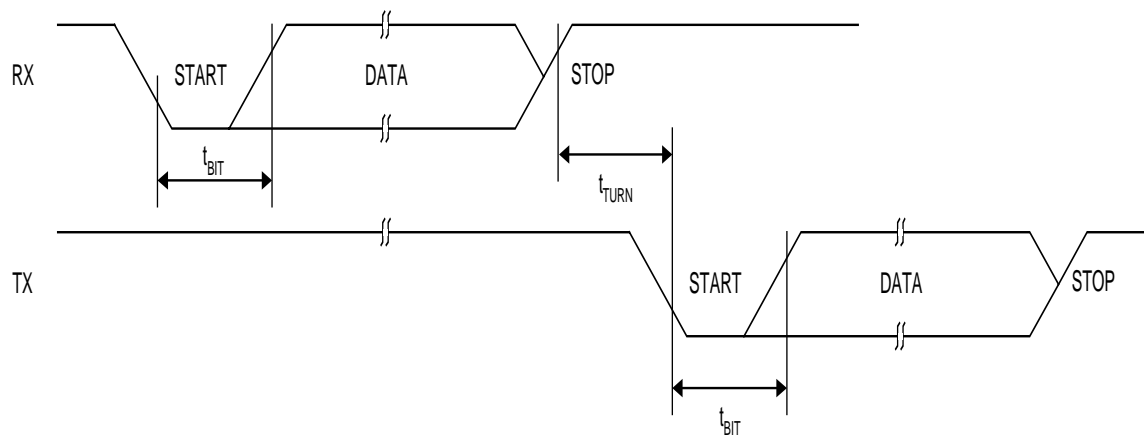 RX
START
DATA
STOP
tBIT
tTURN
TX
START
DATA
STOP
tBIT